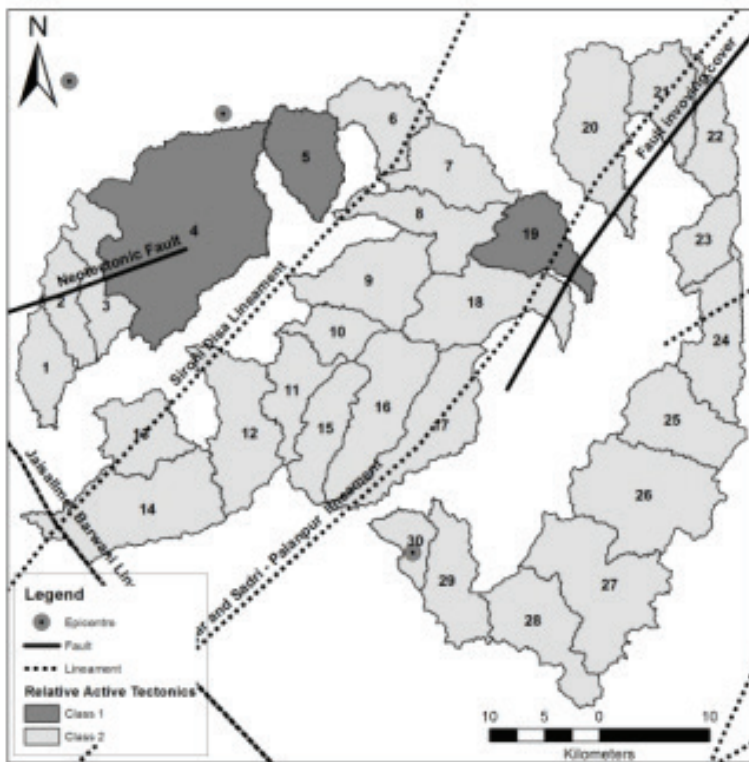 N
21
Fault invoving cover
6
20
22
5
7
4
8
19
23
Neotectonic Fault
Sirohi Disa Lineament
9
18
2
3
24
10
1
11
16
25
13
12
15
17
26
14
Jaisalimer Barwani Lin
er and Sadri - Palanpur lineament
30
29
27
28
Legend
Epicentre
Fault
Lineament
Relative Active Tectonics
Class 1
Class 2
10 5 0 10
Kilometers